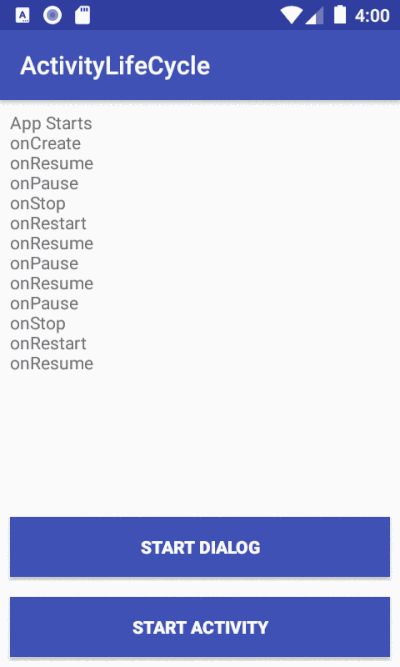 4:00
ActivityLifeCycle
App Starts
onCreate
onResume
onPause
onStop
onRestart
onResume
onPause
onResume
onPause
onStop
onRestart
onResume
START DIALOG
START ACTIVITY